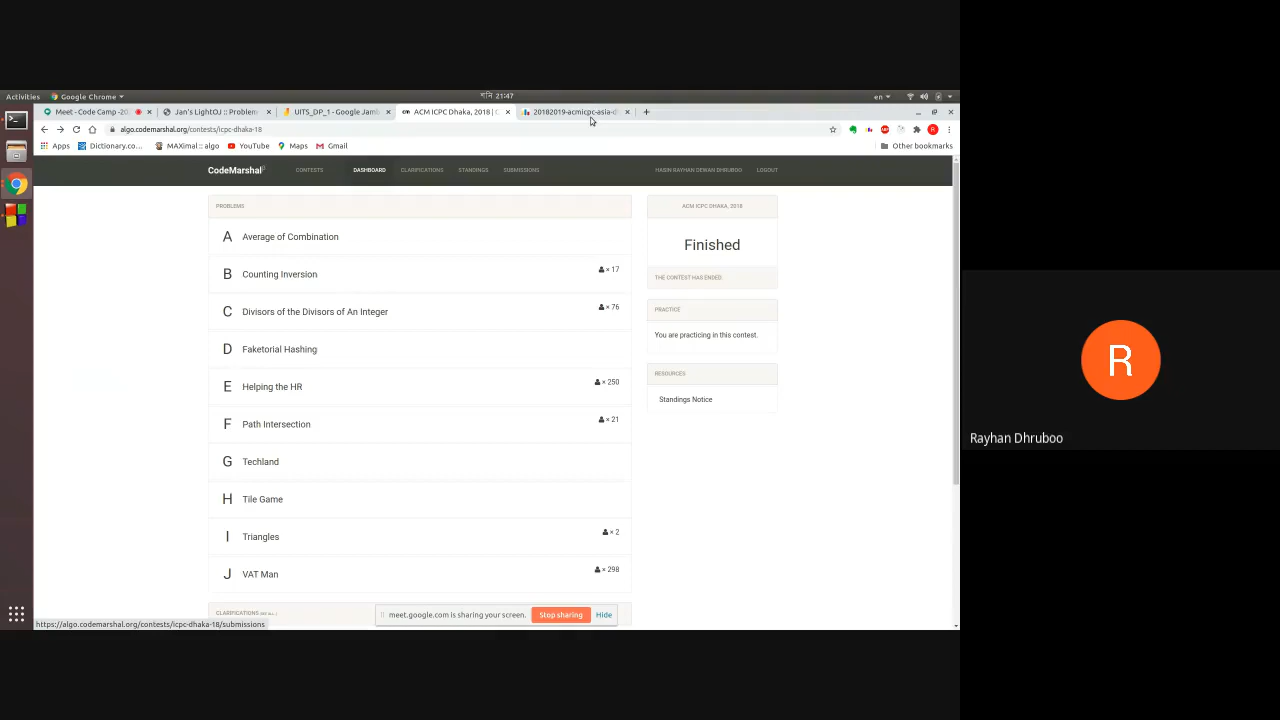 Activities
Google Chrome ▾
শনি 21:47
en
Meet - Code Camp -20
Jan's LightOJ :: Problem
UITS_DP_1 - Google Jamb
ACM ICPC Dhaka, 2018 | C
20182019-acmicpc-asia-d
algo.codemarshal.org/contests/icpc-dhaka-18
Apps
Dictionary.co...
MAXimal :: algo
YouTube
Maps
Gmail
Other bookmarks
CodeMarshal
CONTESTS
DASHBOARD
CLARIFICATIONS
STANDINGS
SUBMISSIONS
HASIN RAYHAN DEWAN DHRUBOO
LOGOUT
PROBLEMS
A Average of Combination
B Counting Inversion × 17
C Divisors of the Divisors of An Integer × 76
D Faketorial Hashing
E Helping the HR × 250
F Path Intersection × 21
G Techland
H Tile Game
I Triangles × 2
J VAT Man × 298
ACM ICPC DHAKA, 2018
Finished
THE CONTEST HAS ENDED.
PRACTICE
You are practicing in this contest.
RESOURCES
Standings Notice
CLARIFICATIONS
meet.google.com is sharing your screen.
Stop sharing
Hide
https://algo.codemarshal.org/contests/icpc-dhaka-18/submissions
R
R
Rayhan Dhruboo